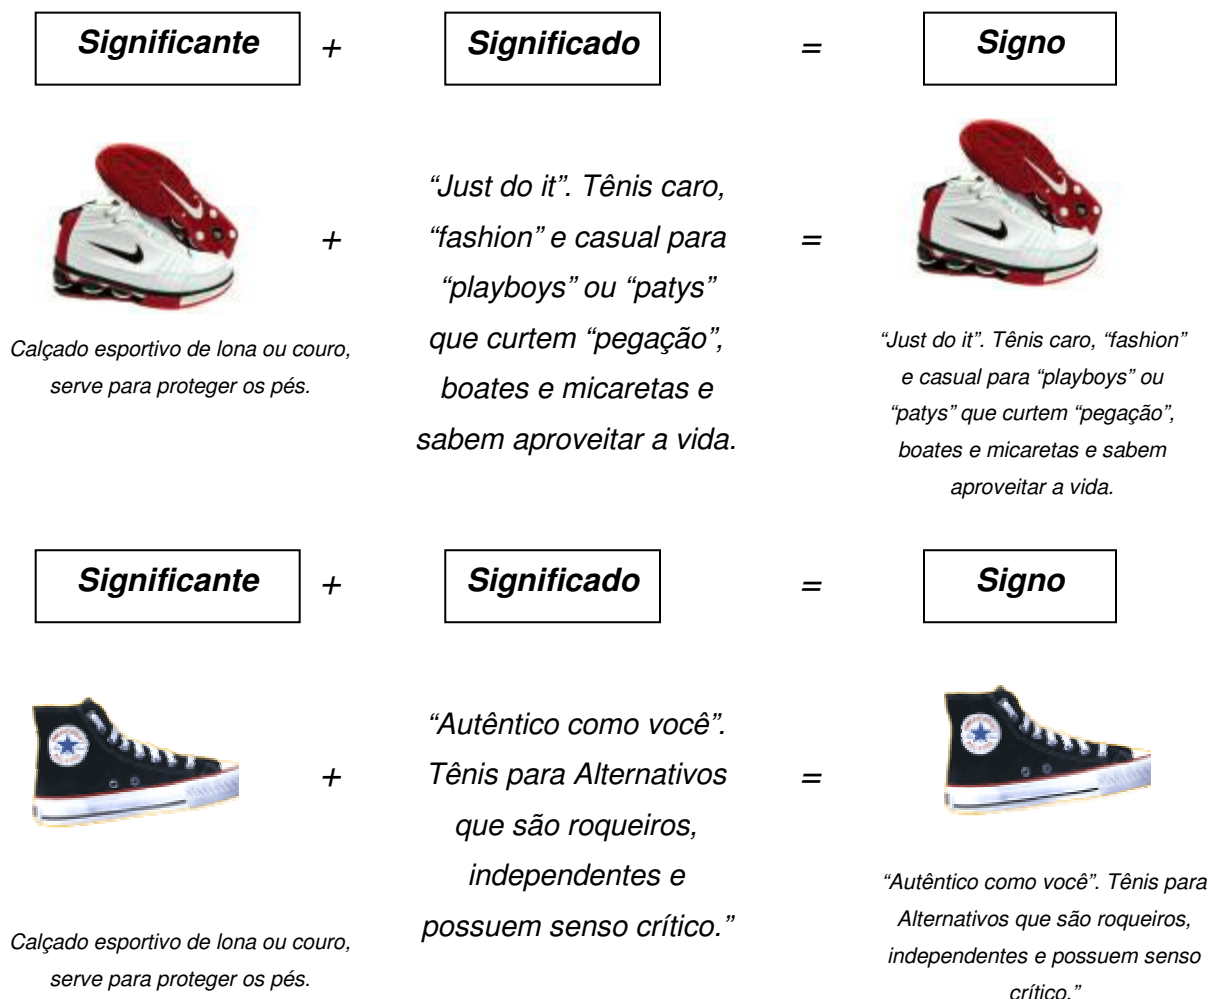 Significante + Significado = Signo
“Just do it”. Tênis caro,
“fashion” e casual para
“playboys” ou “patys”
que curtem “pegação”,
boates e micaretas e
sabem aproveitar a vida.
+
=
Calçado esportivo de lona ou couro,
serve para proteger os pés.
“Just do it”. Tênis caro, “fashion”
e casual para “playboys” ou
“patys” que curtem “pegação”,
boates e micaretas e sabem
aproveitar a vida.
Significante + Significado = Signo
“Autêntico como você”.
Tênis para Alternativos
que são roqueiros,
independentes e
possuem senso crítico.”
+
=
Calçado esportivo de lona ou couro,
serve para proteger os pés.
“Autêntico como você”. Tênis para
Alternativos que são roqueiros,
independentes e possuem senso
crítico.”